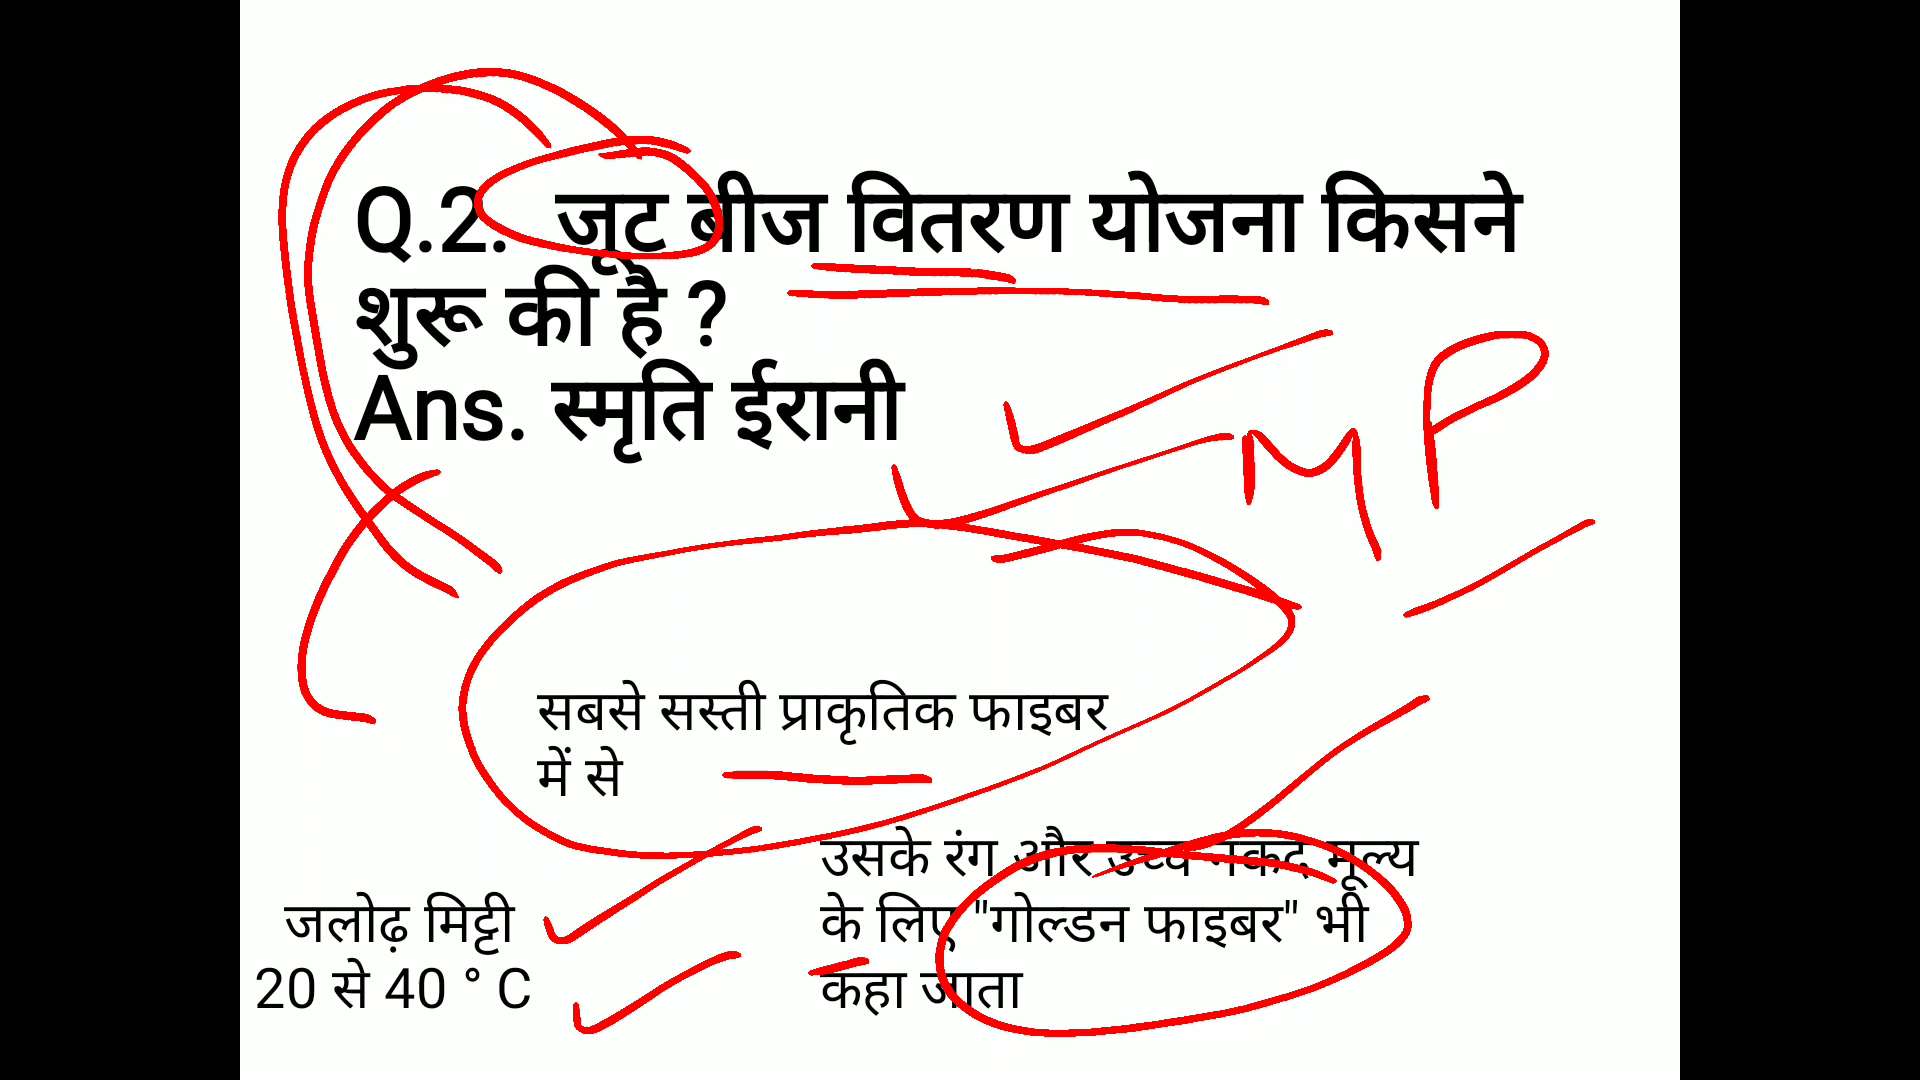 Q.2. जूट बीज वितरण योजना किसने
शुरू की है ?
Ans. स्मृति ईरानी
MP
सबसे सस्ती प्राकृतिक फाइबर
में से
उसके रंग और उच्च नकद मूल्य
के लिए "गोल्डन फाइबर" भी
कहा जाता
जलोढ़ मिट्टी
20 से 40 ° C